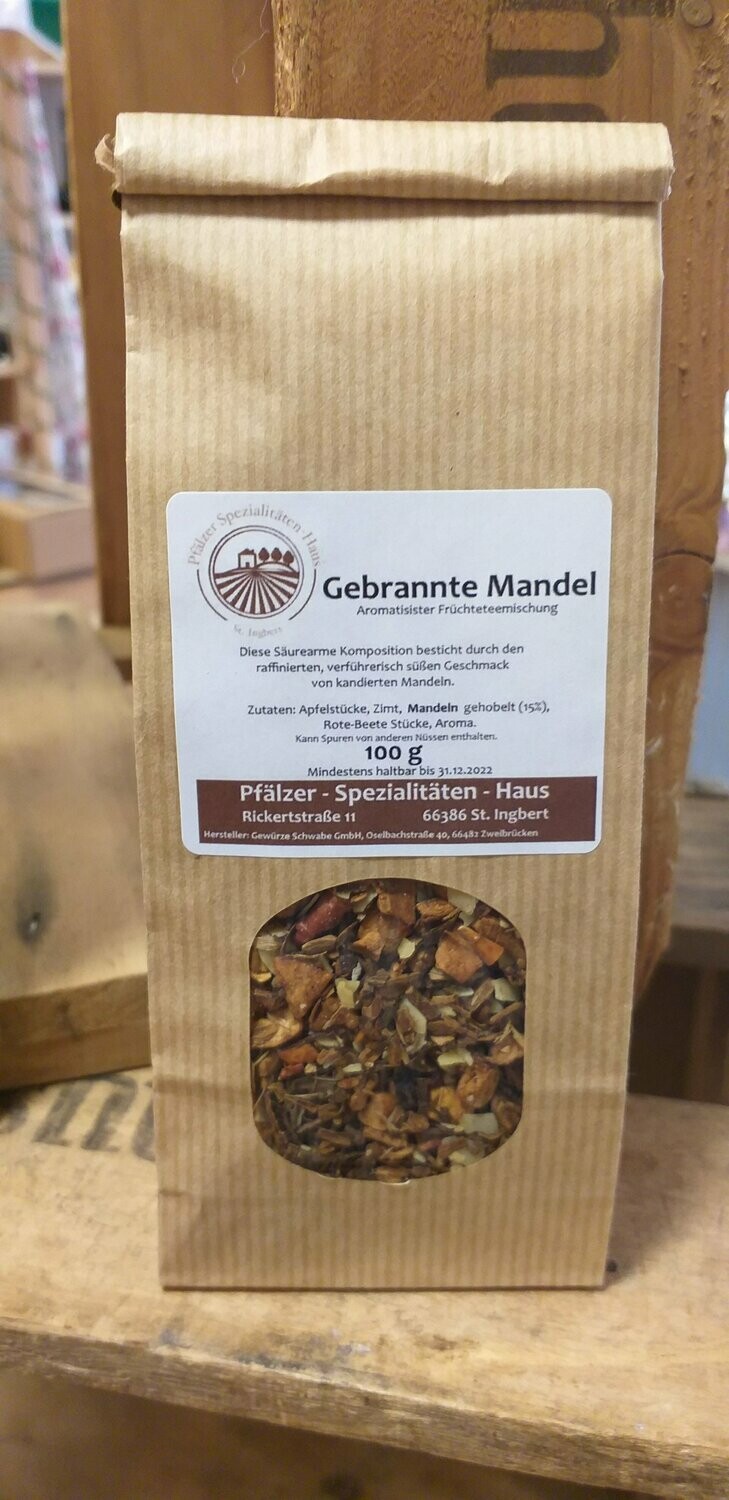 Pfälzer Spezialitäten-Haus
St. Ingbert
Gebrannte Mandel
Aromatisister Früchteteemischung
Diese Säurearme Komposition besticht durch den
raffinierten, verführerisch süßen Geschmack
von kandierten Mandeln.
Zutaten: Apfelstücke, Zimt, Mandeln gehobelt (15%),
Rote-Beete Stücke, Aroma.
Kann Spuren von anderen Nüssen enthalten.
100 g
Mindestens haltbar bis 31.12.2022
Pfälzer - Spezialitäten - Haus
Rickertstraße 11 66386 St. Ingbert
Hersteller: Gewürze Schwabe GmbH, Oselbachstraße 40, 66482 Zweibrücken